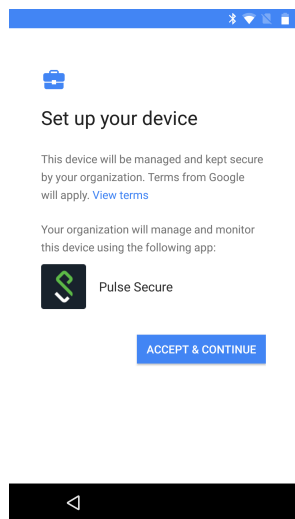 Set up your device
This device will be managed and kept secure
by your organization. Terms from Google
will apply. View terms
Your organization will manage and monitor
this device using the following app:
Pulse Secure
ACCEPT & CONTINUE